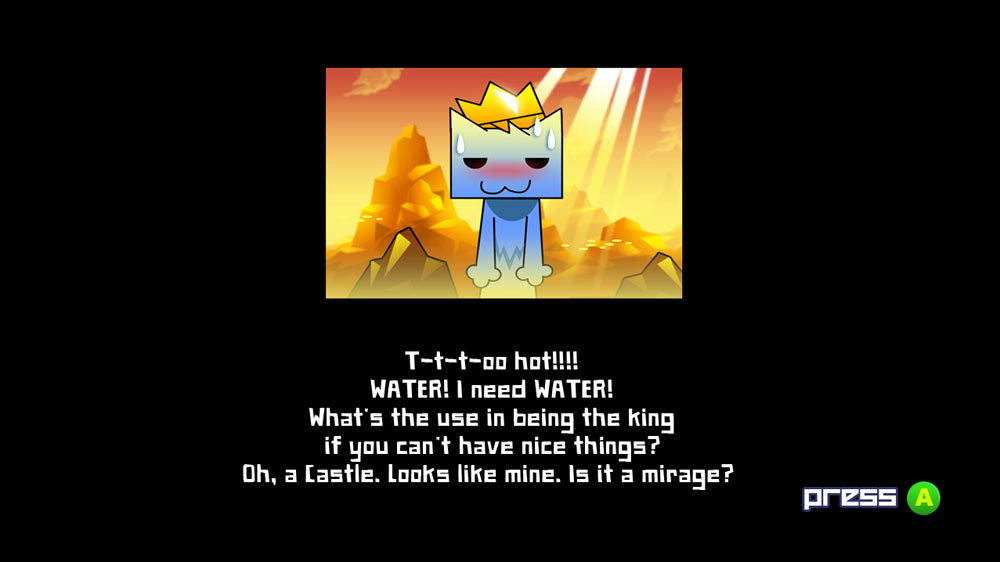 T-t-t-oo hot!!!!
WATER! I need WATER!
What's the use in being the king
if you can't have nice things?
Oh, a Castle. Looks like mine. Is it a mirage?
press A